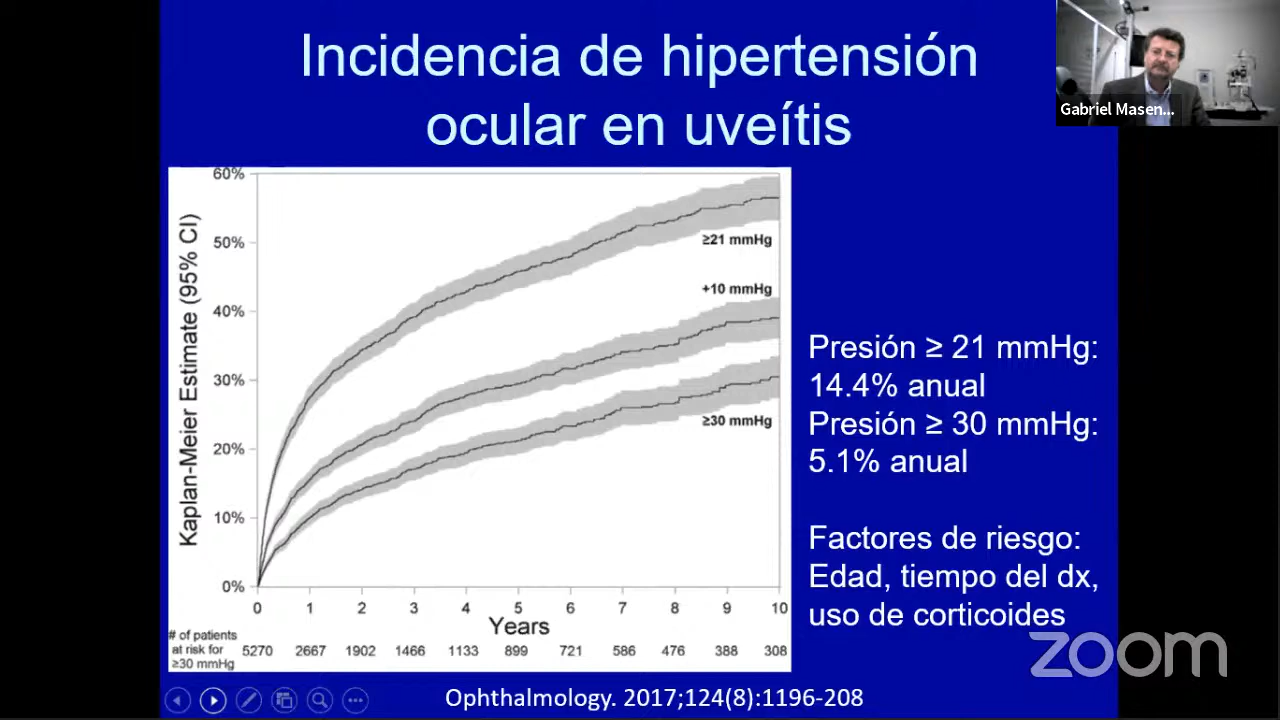 Incidencia de hipertensión
ocular en uveítis
Gabriel Masen...
Kaplan-Meier Estimate (95% CI)
60%
50%
40%
30%
20%
10%
0%
≥21 mmHg
+10 mmHg
≥30 mmHg
0 1 2 3 4 5 6 7 8 9 10
Years
# of patients
at risk for
≥30 mmHg
5270 2667 1902 1466 1133 899 721 586 476 388 308
Presión ≥ 21 mmHg:
14.4% anual
Presión ≥ 30 mmHg:
5.1% anual
Factores de riesgo:
Edad, tiempo del dx,
uso de corticoides
zoom
Ophthalmology. 2017;124(8):1196-208